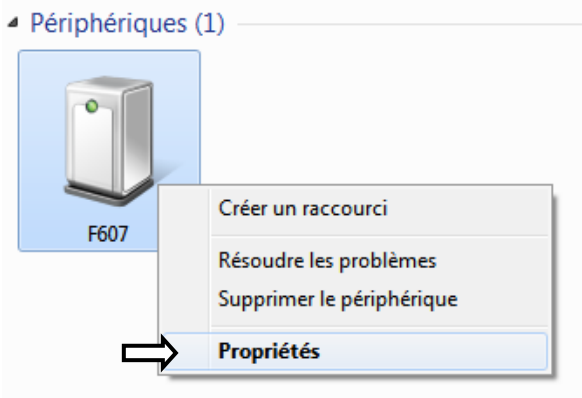 Périphériques (1)
F607
Créer un raccourci
Résoudre les problèmes
Supprimer le périphérique
Propriétés